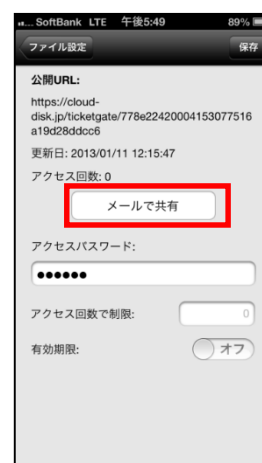 SoftBank LTE 午後5:49 89%
ファイル設定 保存
公開URL:
https://cloud-
disk.jp/ticketgate/778e22420004153077516
a19d28ddcc6
更新日: 2013/01/11 12:15:47
アクセス回数: 0
メールで共有
アクセスパスワード:
●●●●●●
アクセス回数で制限: 0
有効期限: オフ